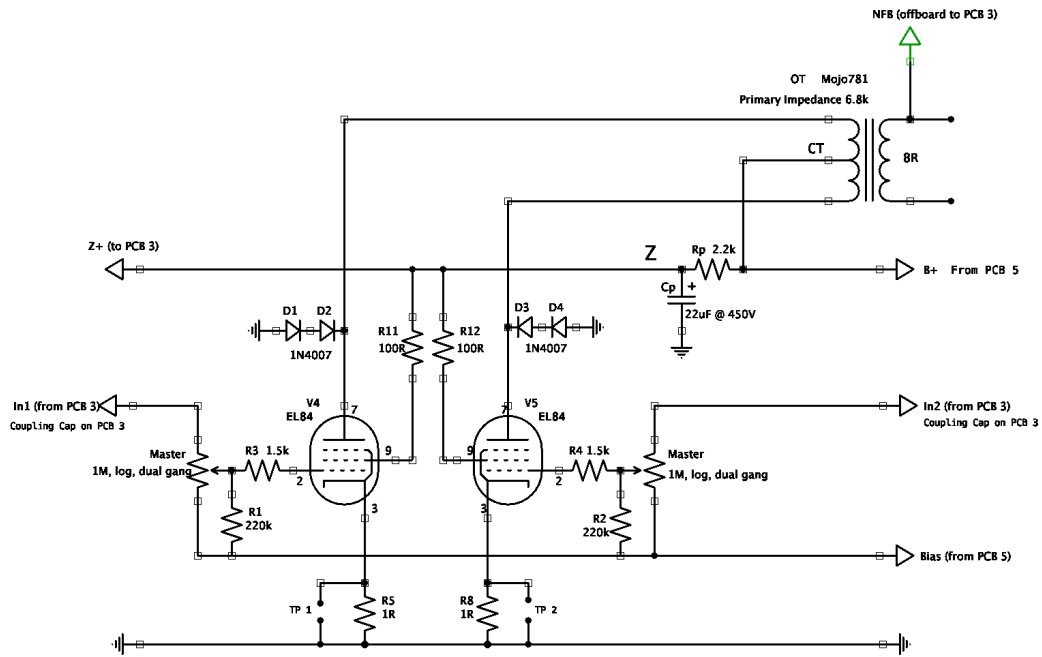 NFB (offboard to PCB 3)
OT Mojo781
Primary Impedance 6.8k
CT
8R
Z+ (to PCB 3)
Z
Rp 2.2k
B+ From PCB 5
Cp
+
22uF @ 450V
D1 D2
1N4007
R11
100R
R12
100R
D3 D4
1N4007
In1 (from PCB 3)
Coupling Cap on PCB 3
V4
EL84
7
V5
EL84
7
In2 (from PCB 3)
Coupling Cap on PCB 3
Master
1M, log, dual gang
R3 1.5k
2
9
9
2
R4 1.5k
Master
1M, log, dual gang
R1
220k
3
3
R2
220k
Bias (from PCB 5)
TP 1
R5
1R
R8
1R
TP 2